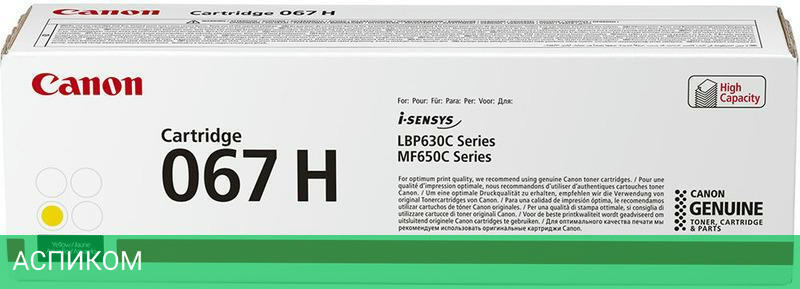 Canon Cartridge 067 H
Canon
High
Capacity
For: Pour: Für: Para: Per: Voor: Для:
i-SENSYS
LBP630C Series
MF650C Series
Cartridge
067 H
For optimum print quality, we recommend using genuine Canon toner cartridges. / Pour une
qualité d'impression optimale, nous recommandons d'utiliser d'authentiques cartouches toner
Canon. / Um eine optimale Druckqualität zu erhalten, empfehlen wir die Verwendung von
original Tonercartridges von Canon. / Para una calidad de impresión óptima, le recomendamos
utilizar cartuchos de tóner Canon originales. / Per una qualità di stampa ottimale, si consiglia di
utilizzare cartucce di toner Canon originali. / Voor de beste printkwaliteit wordt geadviseerd om
uitsluitend originele Canon cartridges te gebruiken. / Для оптимального качества печати мы
рекомендуем использовать оригинальные картриджи Canon.
CANON
GENUINE
TONER, CARTRIDGE
& PARTS
Yellow / Jaune
АСПИКОМ